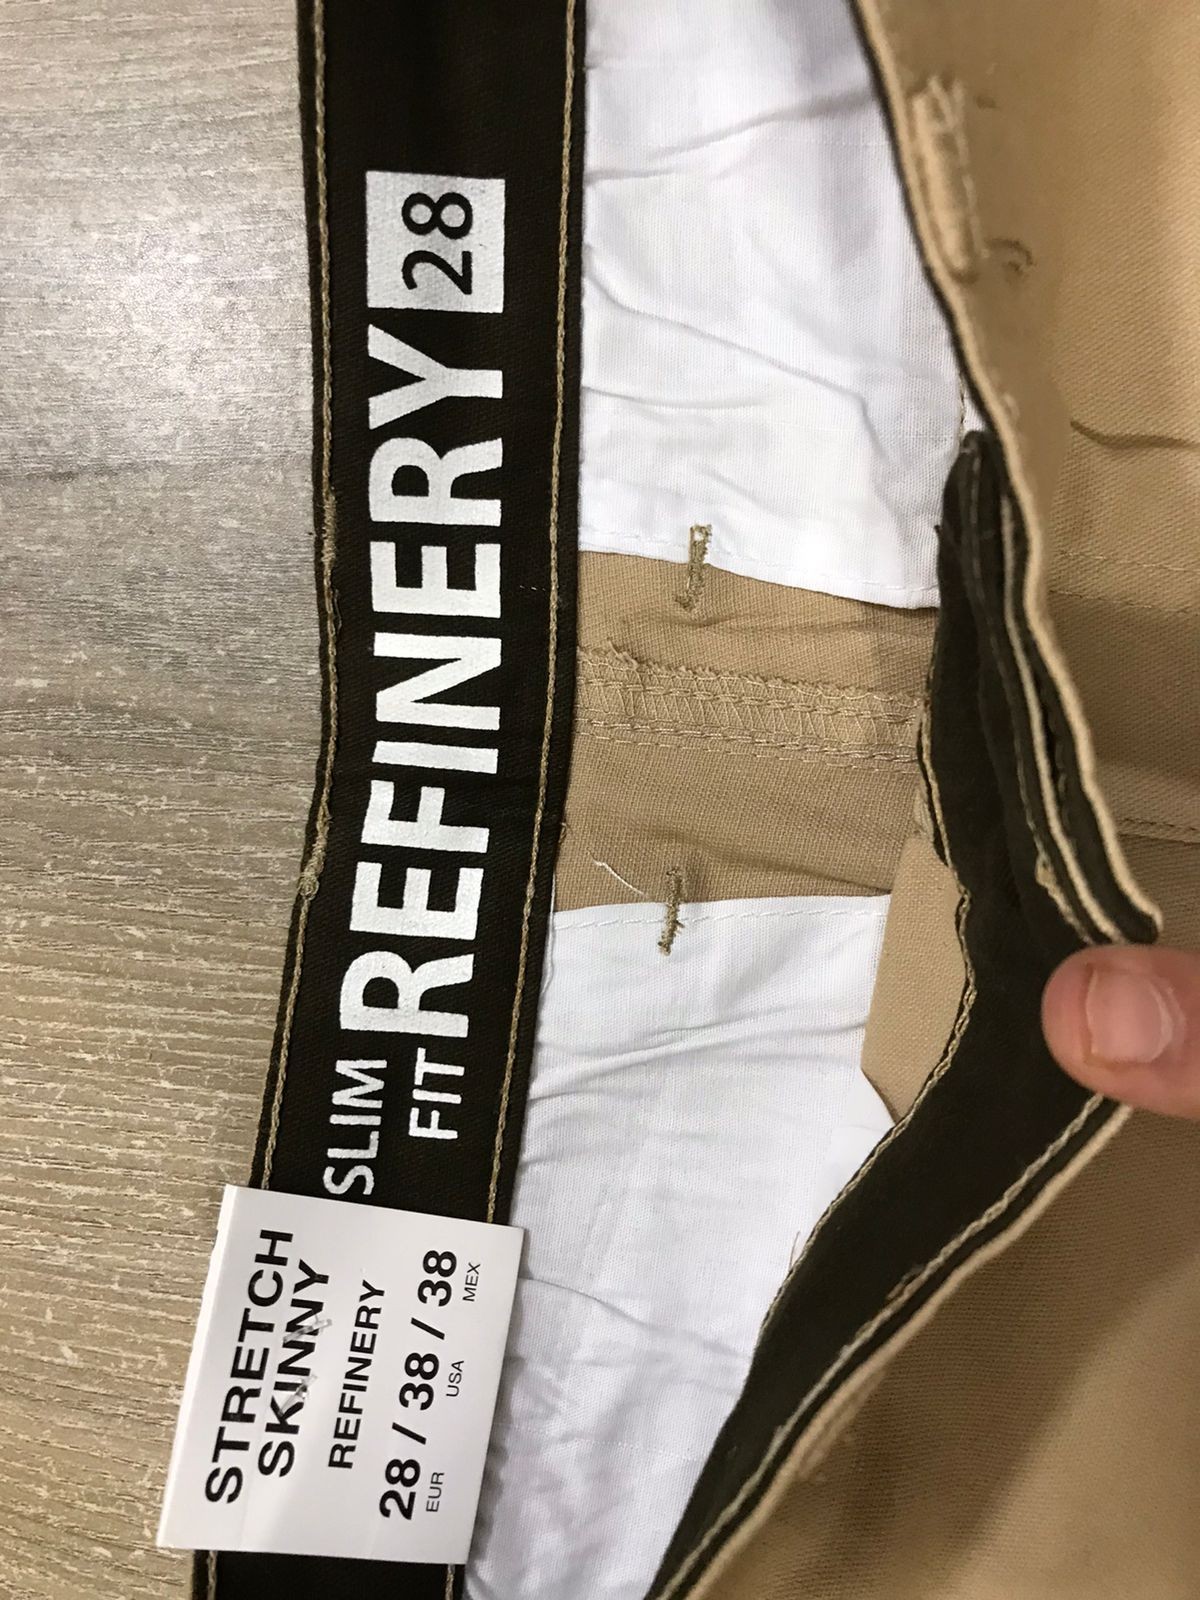 SLIM
FIT
REFINERY 28
STRETCH
SKINNY
REFINERY
28 / 38 / 38
EUR USA MEX